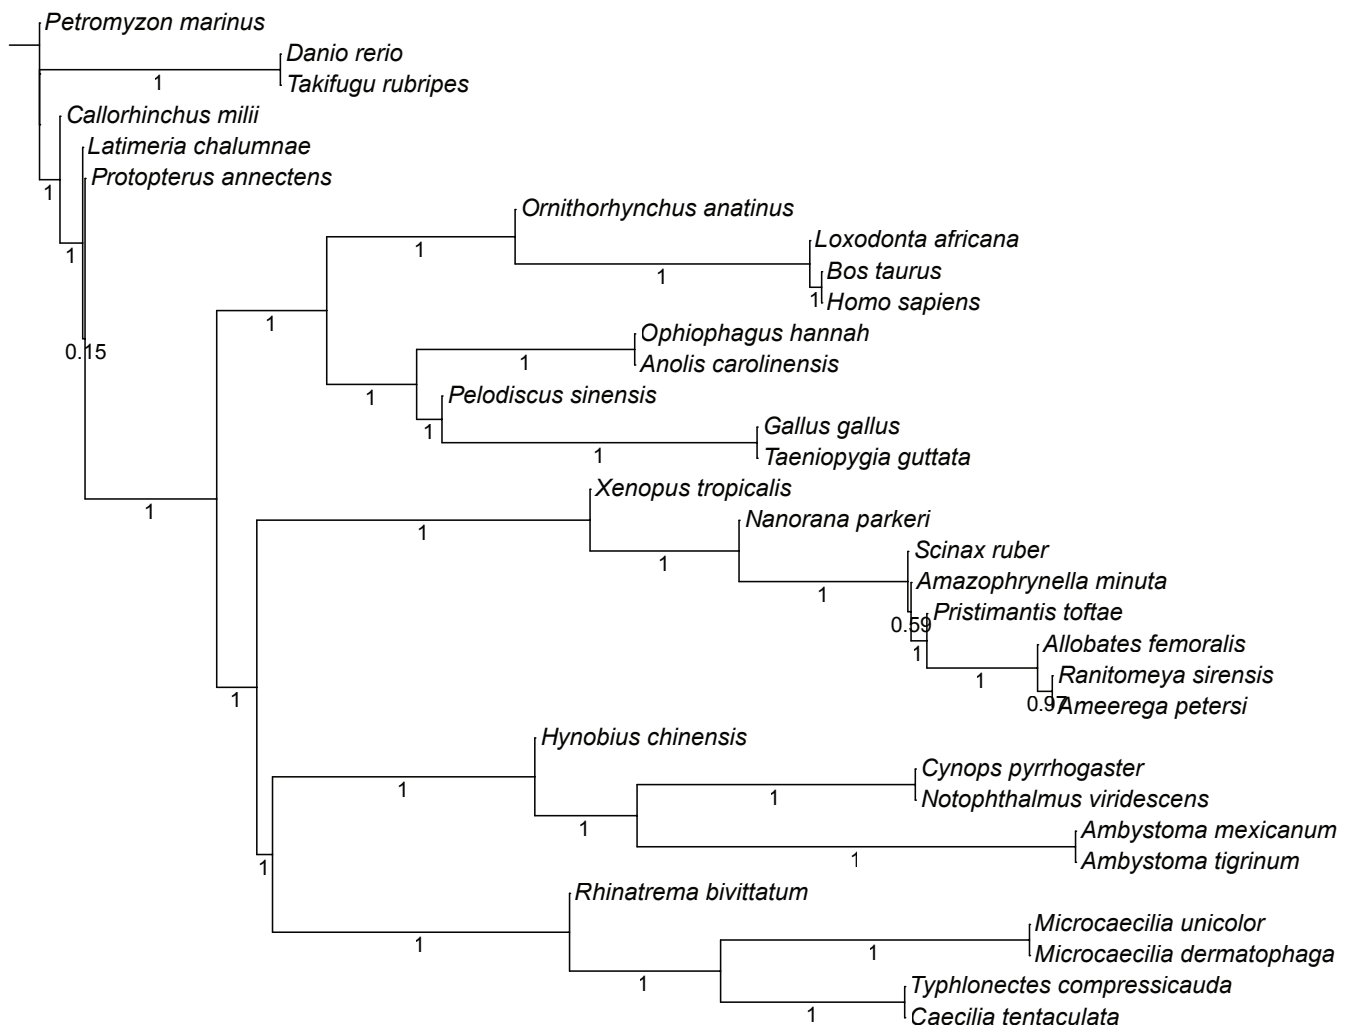 Petromyzon marinus
Danio rerio
1
Takifugu rubripes
Callorhinchus milii
Latimeria chalumnae
1
Protopterus annectens
Ornithorhynchus anatinus
1
1
Loxodonta africana
1
Bos taurus
1
Homo sapiens
1
Ophiophagus hannah
0.15
1
Anolis carolinensis
1
Pelodiscus sinensis
1
Gallus gallus
1
Taeniopygia guttata
Xenopus tropicalis
1
Nanorana parkeri
1
Scinax ruber
1
Amazophrynella minuta
1
Pristimantis toftae
0.59
Allobates femoralis
1
Ranitomeya sirensis
1
1
Ameerega petersi
0.97
Hynobius chinensis
Cynops pyrrhogaster
1
1
Notophthalmus viridescens
1
Ambystoma mexicanum
1
Ambystoma tigrinum
1
Rhinatrema bivittatum
Microcaecilia unicolor
1
1
Microcaecilia dermatophaga
1
Typhlonectes compressicauda
1
Caecilia tentaculata